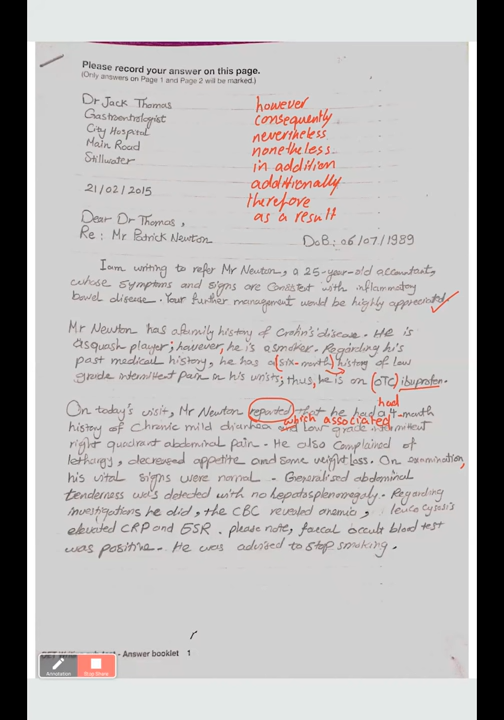 Please record your answer on this page.
(Only answers on Page 1 and Page 2 will be marked.)
Dr Jack Thomas
Gastroentrologist
City Hospital
Main Road
Stillwater
however
consequently
nevertheless
nonetheless
in addition
additionally
therefore
as a result
21/02/2015
Dear Dr Thomas,
Re: Mr Patrick Newton
DoB: 06/07/1989
I am writing to refer Mr Newton, a 25-year-old accountant,
whose symptoms and signs are consistent with inflammatory
bowel disease. Your further management would be highly appreciated.
Mr Newton has a family history of Crohn's disease. He is
a squash player; however, he is a smoker. Regarding his
past medical history, he has a (six-month) history of low
grade intermittent pain in his wrists; thus, he is on (OTC) ibuprofen.
had
On today's visit, Mr Newton reported that he had a 4-month
which associated
history of chronic mild diarrhea and low grade intermittent
right quadrant abdominal pain. He also complained of
lethargy, decreased appetite and some weight loss. On examination,
his vital signs were normal. Generalised abdominal
tenderness was detected with no hepatosplenomegaly. Regarding
investigations he did, the CBC revealed anemia, leucocytosis
elevated CRP and ESR. please note, faecal occult blood test
was positive. He was advised to stop smoking.
Answer booklet 1
Annotation
Stop Share